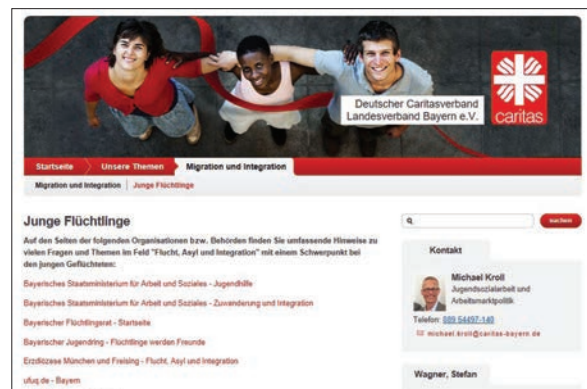 Deutscher Caritasverband
Landesverband Bayern e.V.
caritas
Startseite
Unsere Themen
Migration und Integration
Migration und Integration
Junge Flüchtlinge
Junge Flüchtlinge
Auf den Seiten der folgenden Organisationen bzw. Behörden finden Sie umfassende Hinweise zu
vielen Fragen und Themen im Feld "Flucht, Asyl und Integration" mit einem Schwerpunkt bei
den jungen Geflüchteten:
Bayerisches Staatsministerium für Arbeit und Soziales - Jugendhilfe
Bayerisches Staatsministerium für Arbeit und Soziales - Zuwanderung und Integration
Bayerischer Flüchtlingsrat - Startseite
Bayerischer Jugendring - Flüchtlinge werden Freunde
Erzdiözese München und Freising - Flucht, Asyl und Integration
ufuq.de - Bayern
suchen
Kontakt
Michael Kroll
Jugendsozialarbeit und
Arbeitsmarktpolitik
Telefon: 089 54497-140
michael.kroll@caritas-bayern.de
Wagner, Stefan